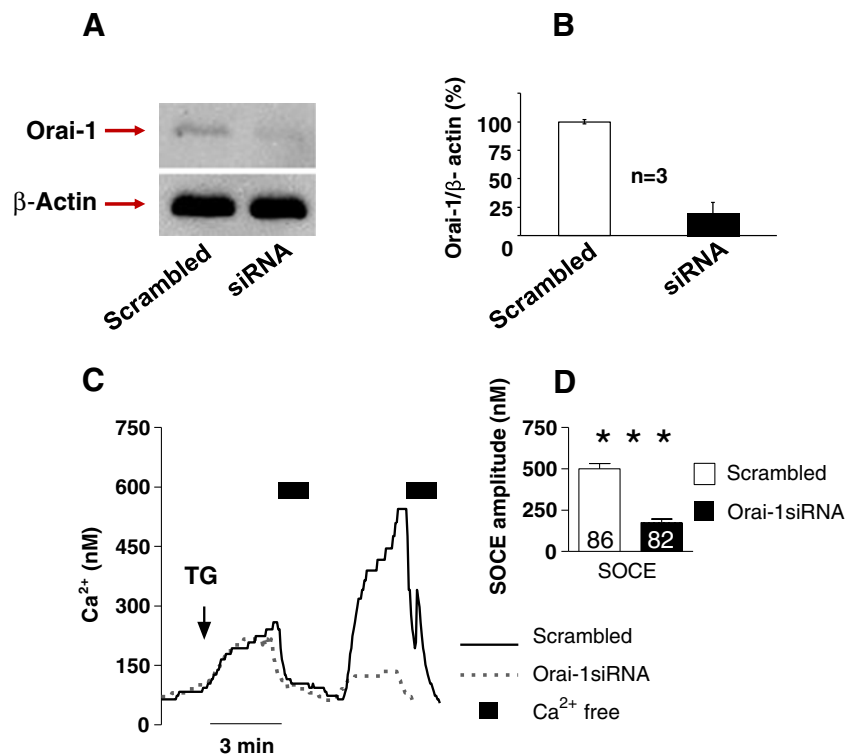 A
Orai-1
β-Actin
Scrambled
siRNA
B
Orai-1/β- actin (%)
100
75
50
25
0
n=3
Scrambled
siRNA
C
Ca2+ (nM)
750
600
450
300
150
0
TG
3 min
D
SOCE amplitude (nM)
750
500
250
0
* * *
86
82
SOCE
Scrambled
Orai-1siRNA
Scrambled
Orai-1siRNA
Ca2+ free